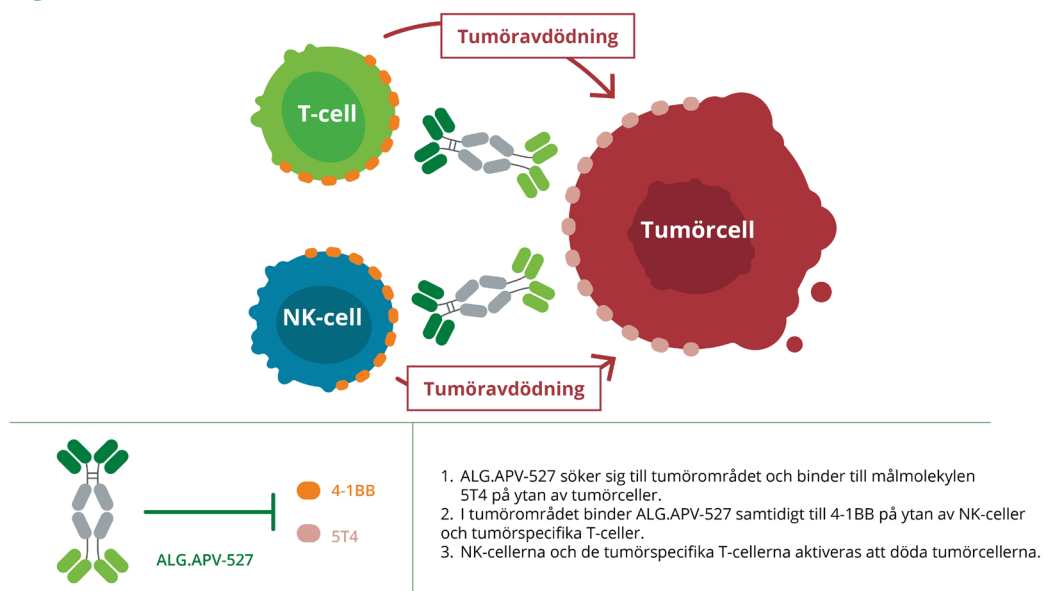 Tumöravdödning
T-cell
Tumörcell
NK-cell
Tumöravdödning
4-1BB
5T4
ALG.APV-527
1. ALG.APV-527 söker sig till tumörområdet och binder till målmolekylen
5T4 på ytan av tumörceller.
2. I tumörområdet binder ALG.APV-527 samtidigt till 4-1BB på ytan av NK-celler
och tumörspecifika T-celler.
3. NK-cellerna och de tumörspecifika T-cellerna aktiveras att döda tumörcellerna.